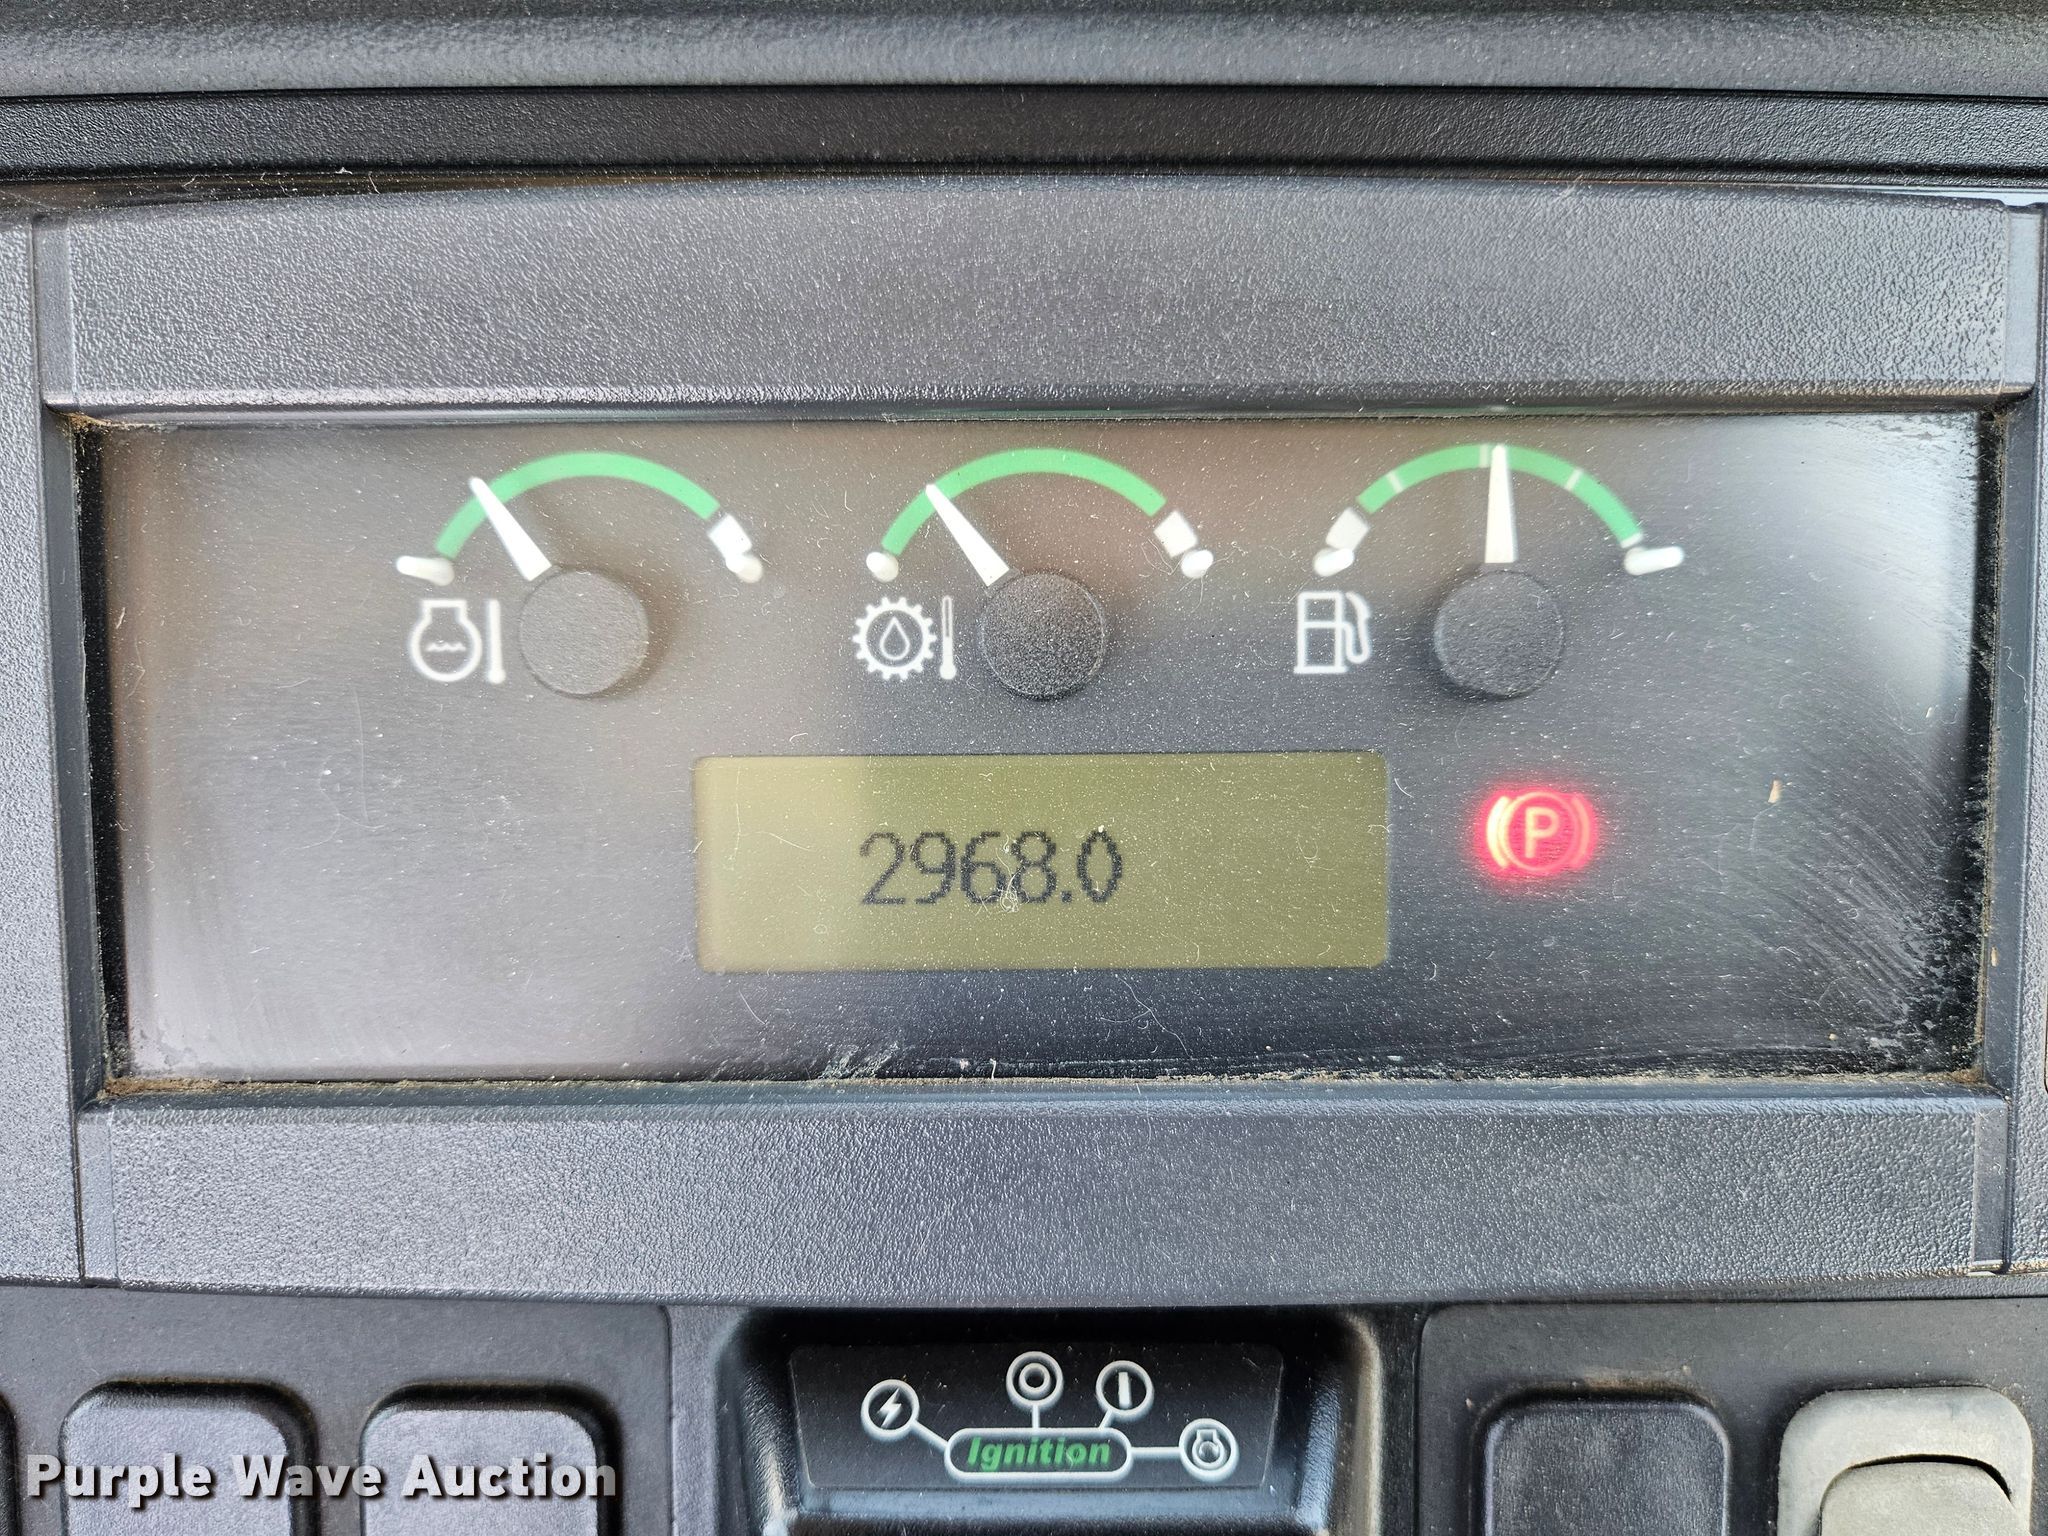 2968.0
P
Ignition
Purple Wave Auction